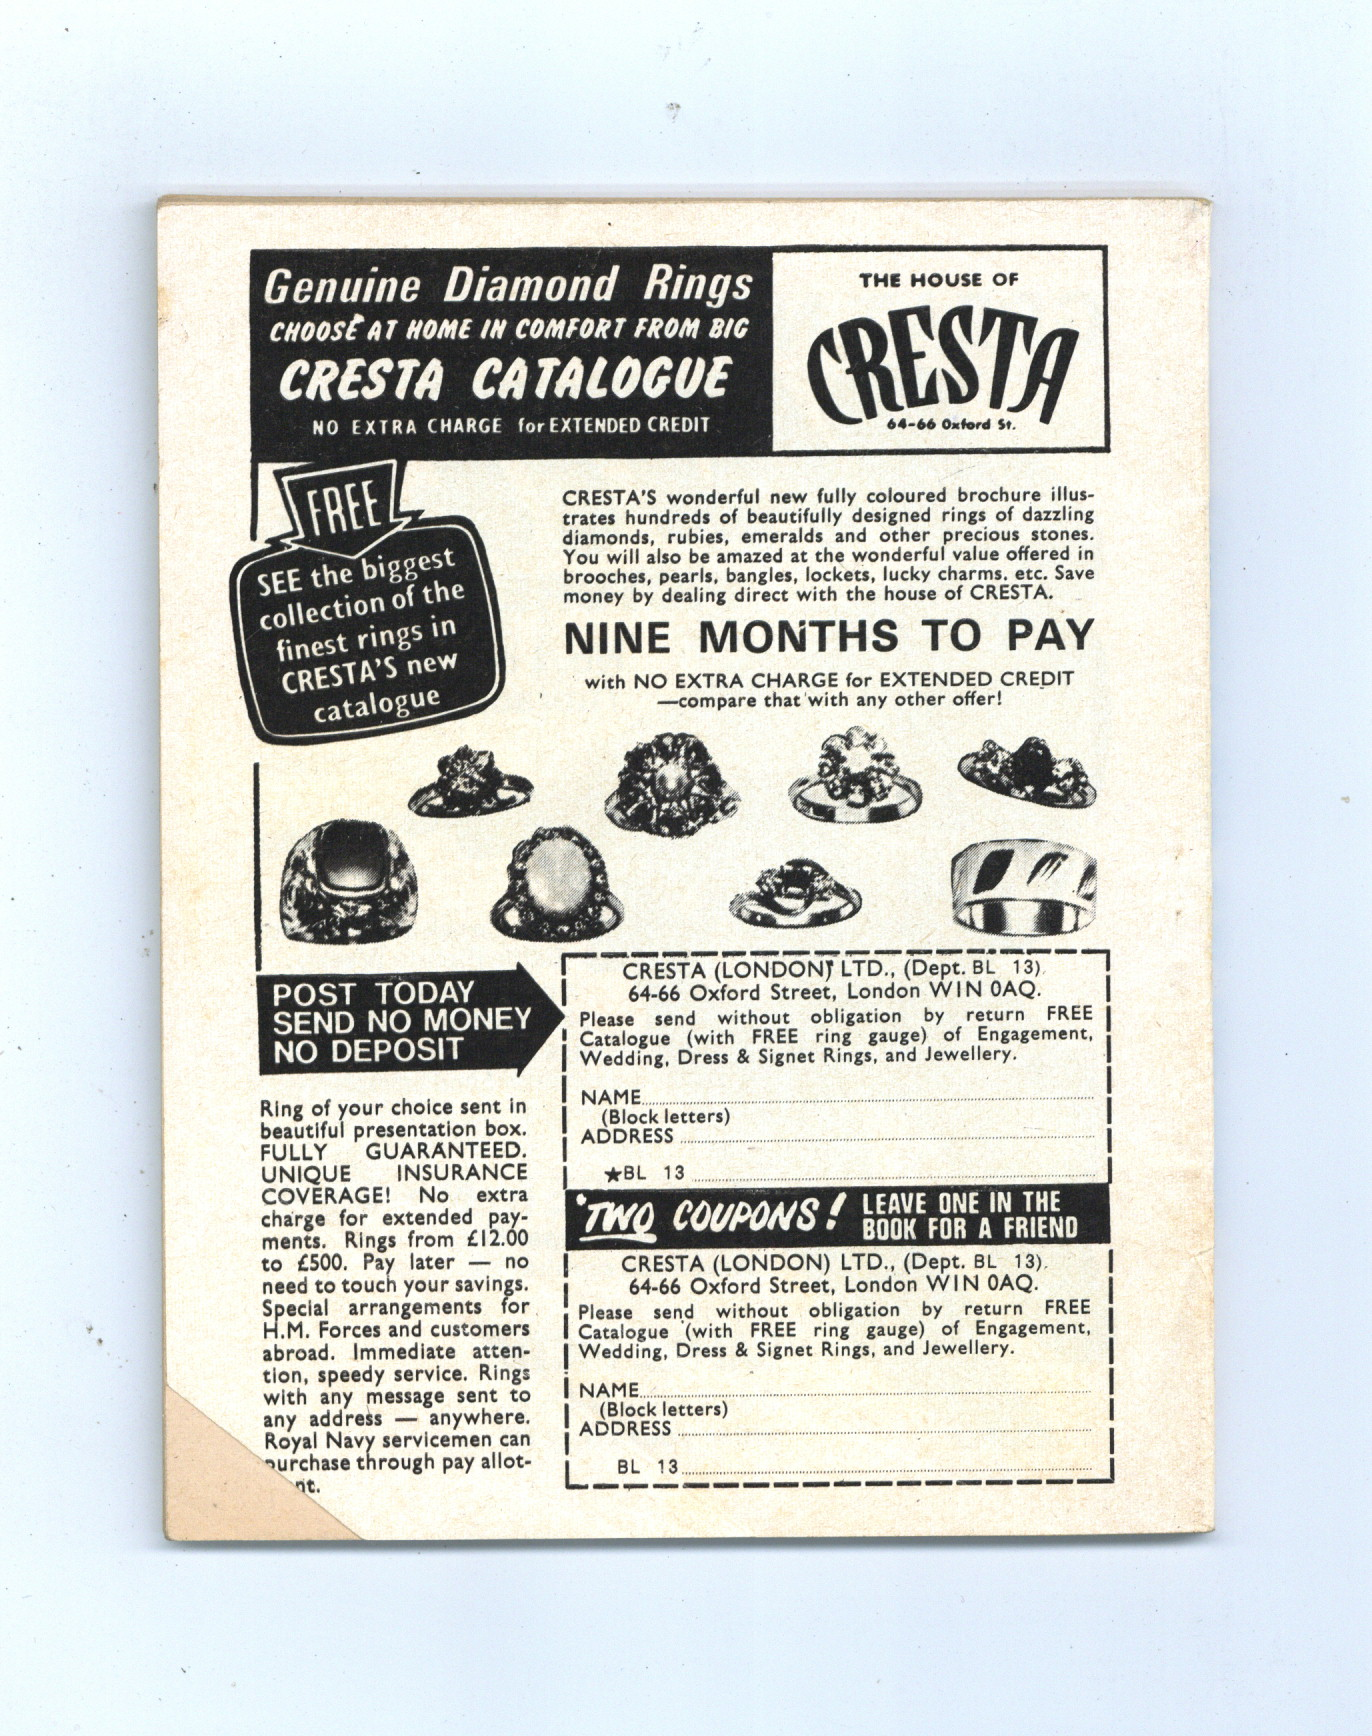 Genuine Diamond Rings
CHOOSE AT HOME IN COMFORT FROM BIG
CRESTA CATALOGUE
NO EXTRA CHARGE for EXTENDED CREDIT
THE HOUSE OF
CRESTA
64-66 Oxford St.
FREE
SEE the biggest
collection of the
finest rings in
CRESTA'S new
catalogue
CRESTA'S wonderful new fully coloured brochure illus-
trates hundreds of beautifully designed rings of dazzling
diamonds, rubies, emeralds and other precious stones.
You will also be amazed at the wonderful value offered in
brooches, pearls, bangles, lockets, lucky charms. etc. Save
money by dealing direct with the house of CRESTA.
NINE MONTHS TO PAY
with NO EXTRA CHARGE for EXTENDED CREDIT
—compare that with any other offer!
POST TODAY
SEND NO MONEY
NO DEPOSIT
Ring of your choice sent in
beautiful presentation box.
FULLY GUARANTEED.
UNIQUE INSURANCE
COVERAGE! No extra
charge for extended pay-
ments. Rings from £12.00
to £500. Pay later — no
need to touch your savings.
Special arrangements for
H.M. Forces and customers
abroad. Immediate atten-
tion, speedy service. Rings
with any message sent to
any address — anywhere.
Royal Navy servicemen can
purchase through pay allot-
nt.
CRESTA (LONDON) LTD., (Dept. BL 13).
64-66 Oxford Street, London W1N 0AQ.
Please send without obligation by return FREE
Catalogue (with FREE ring gauge) of Engagement,
Wedding, Dress & Signet Rings, and Jewellery.
NAME
(Block letters)
ADDRESS
★BL 13
TWO COUPONS! LEAVE ONE IN THE
BOOK FOR A FRIEND
CRESTA (LONDON) LTD., (Dept. BL 13).
64-66 Oxford Street, London W1N 0AQ.
Please send without obligation by return FREE
Catalogue (with FREE ring gauge) of Engagement,
Wedding, Dress & Signet Rings, and Jewellery.
NAME
(Block letters)
ADDRESS
BL 13